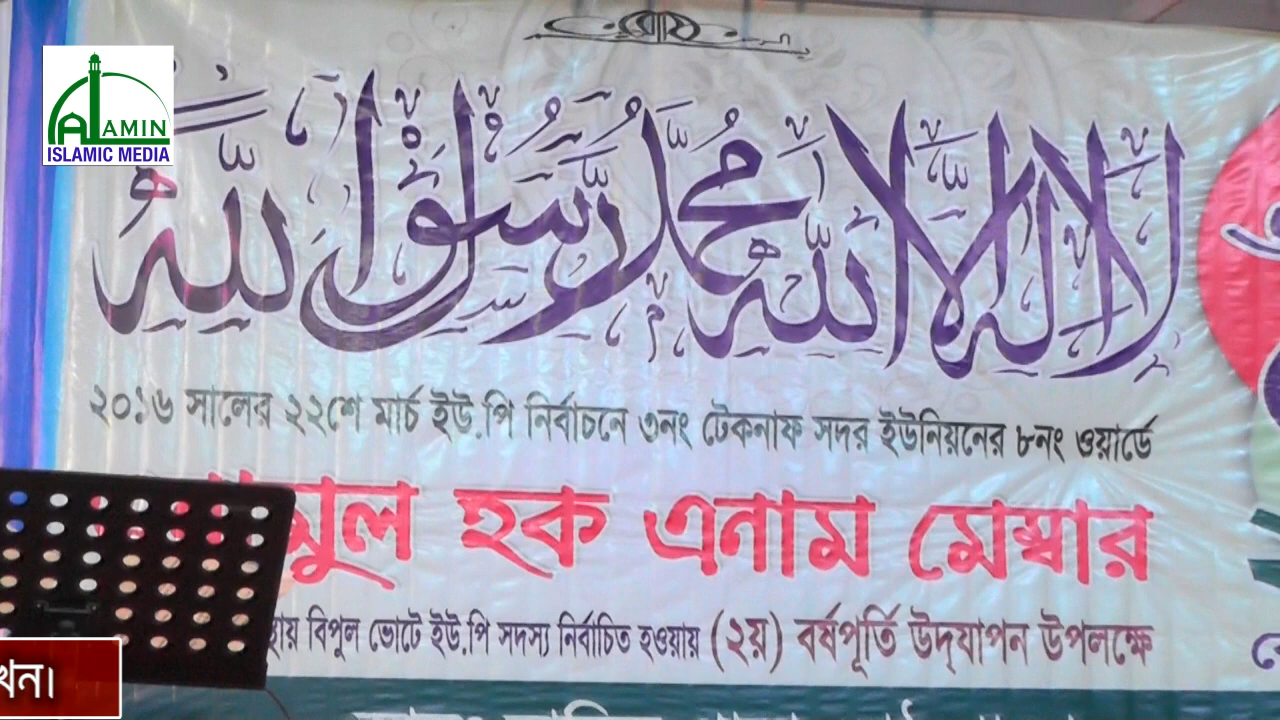 ALAMIN
ISLAMIC MEDIA
لا اله الا الله محمد رسول الله
২০১৬ সালের ২২শে মার্চ ইউ.পি নির্বাচনে ৩নং টেকনাফ সদর ইউনিয়নের ৮নং ওয়ার্ডে
হক এনাম মেম্বার
বিপুল ভোটে ইউ.পি সদস্য নির্বাচিত হওয়ায় (২য়) বর্ষপূর্তি উদ্‌যাপন উপলক্ষে